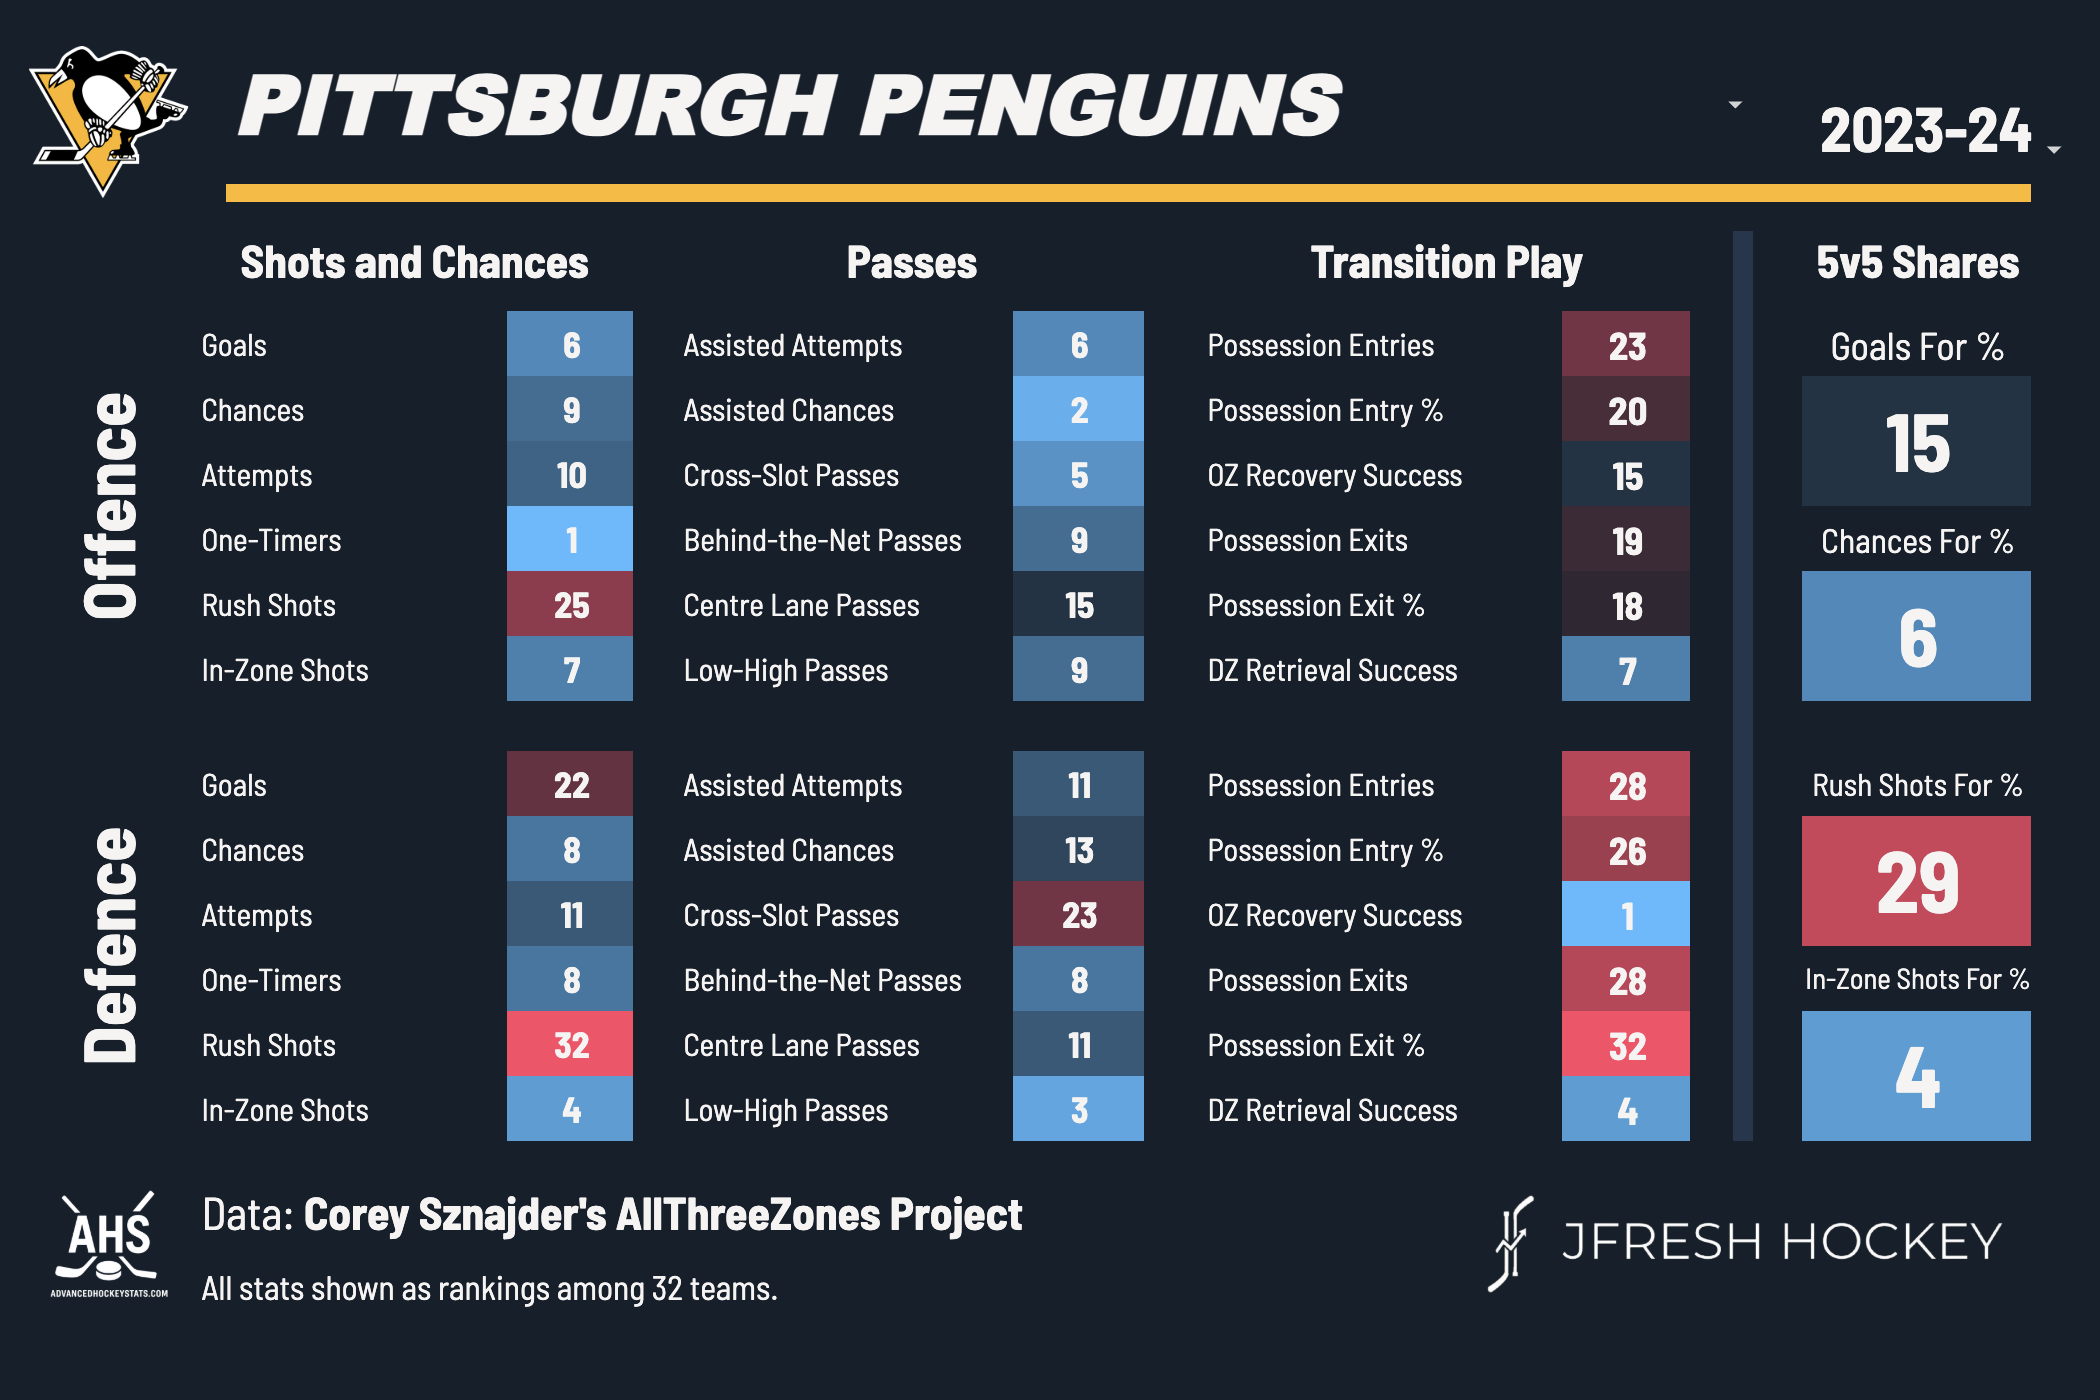 PITTSBURGH PENGUINS
2023-24
Shots and Chances Passes Transition Play 5v5 Shares
Offence
Goals 6 Assisted Attempts 6 Possession Entries 23
Chances 9 Assisted Chances 2 Possession Entry % 20
Attempts 10 Cross-Slot Passes 5 OZ Recovery Success 15
One-Timers 1 Behind-the-Net Passes 9 Possession Exits 19
Rush Shots 25 Centre Lane Passes 15 Possession Exit % 18
In-Zone Shots 7 Low-High Passes 9 DZ Retrieval Success 7
Goals For %
15
Chances For %
6
Defence
Goals 22 Assisted Attempts 11 Possession Entries 28
Chances 8 Assisted Chances 13 Possession Entry % 26
Attempts 11 Cross-Slot Passes 23 OZ Recovery Success 1
One-Timers 8 Behind-the-Net Passes 8 Possession Exits 28
Rush Shots 32 Centre Lane Passes 11 Possession Exit % 32
In-Zone Shots 4 Low-High Passes 3 DZ Retrieval Success 4
Rush Shots For %
29
In-Zone Shots For %
4
AHS
ADVANCEDHOCKEYSTATS.COM
Data: Corey Sznajder's AllThreeZones Project
All stats shown as rankings among 32 teams.
JFRESH HOCKEY